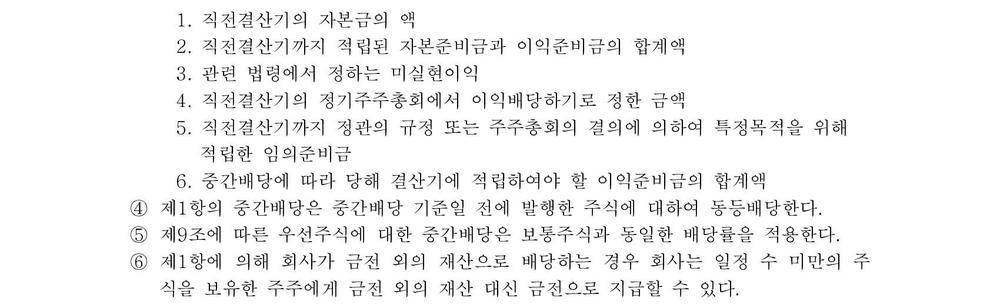 1. 직전결산기의 자본금의 액
2. 직전결산기까지 적립된 자본준비금과 이익준비금의 합계액
3. 관련 법령에서 정하는 미실현이익
4. 직전결산기의 정기주주총회에서 이익배당하기로 정한 금액
5. 직전결산기까지 정관의 규정 또는 주주총회의 결의에 의하여 특정목적을 위해
적립한 임의준비금
6. 중간배당에 따라 당해 결산기에 적립하여야 할 이익준비금의 합계액
④ 제1항의 중간배당은 중간배당 기준일 전에 발행한 주식에 대하여 동등배당한다.
⑤ 제9조에 따른 우선주식에 대한 중간배당은 보통주식과 동일한 배당률을 적용한다.
⑥ 제1항에 의해 회사가 금전 외의 재산으로 배당하는 경우 회사는 일정 수 미만의 주
식을 보유한 주주에게 금전 외의 재산 대신 금전으로 지급할 수 있다.